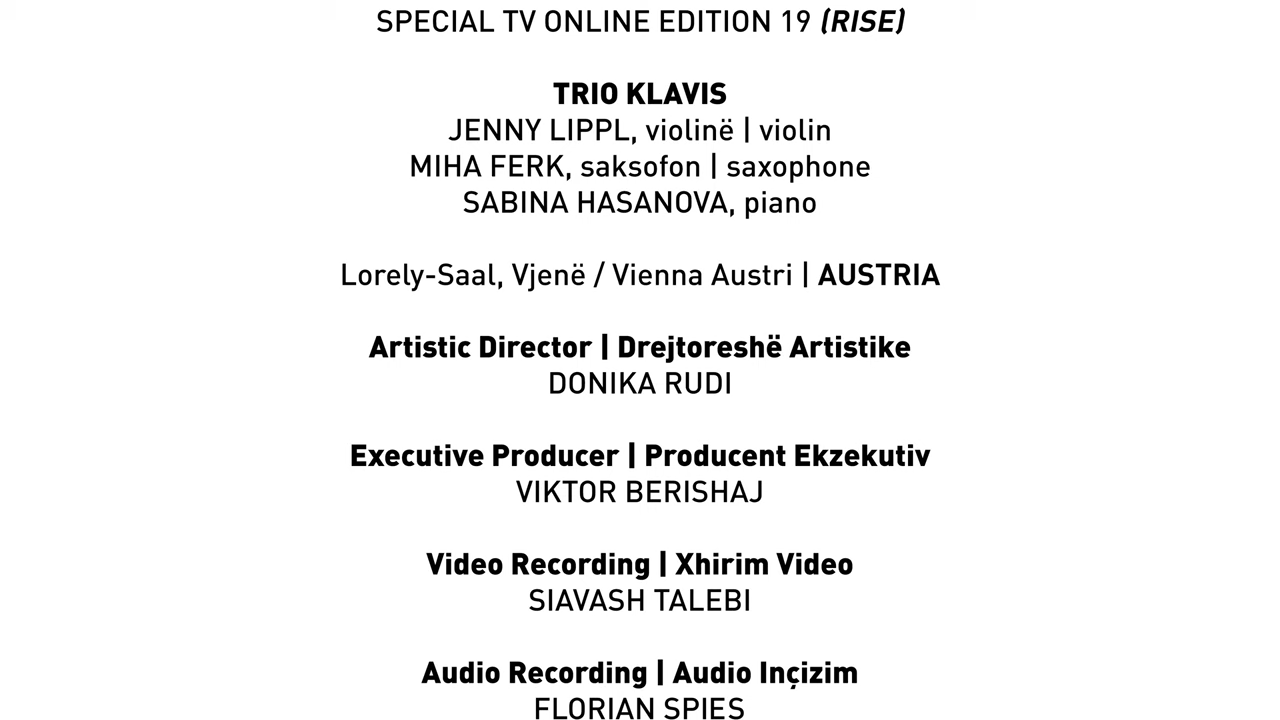 SPECIAL TV ONLINE EDITION 19 (RISE)
TRIO KLAVIS
JENNY LIPPL, violinë | violin
MIHA FERK, saksofon | saxophone
SABINA HASANOVA, piano
Lorely-Saal, Vjenë / Vienna Austri | AUSTRIA
Artistic Director | Drejtoreshë Artistike
DONIKA RUDI
Executive Producer | Producent Ekzekutiv
VIKTOR BERISHAJ
Video Recording | Xhirim Video
SIAVASH TALEBI
Audio Recording | Audio Inçizim
FLORIAN SPIES